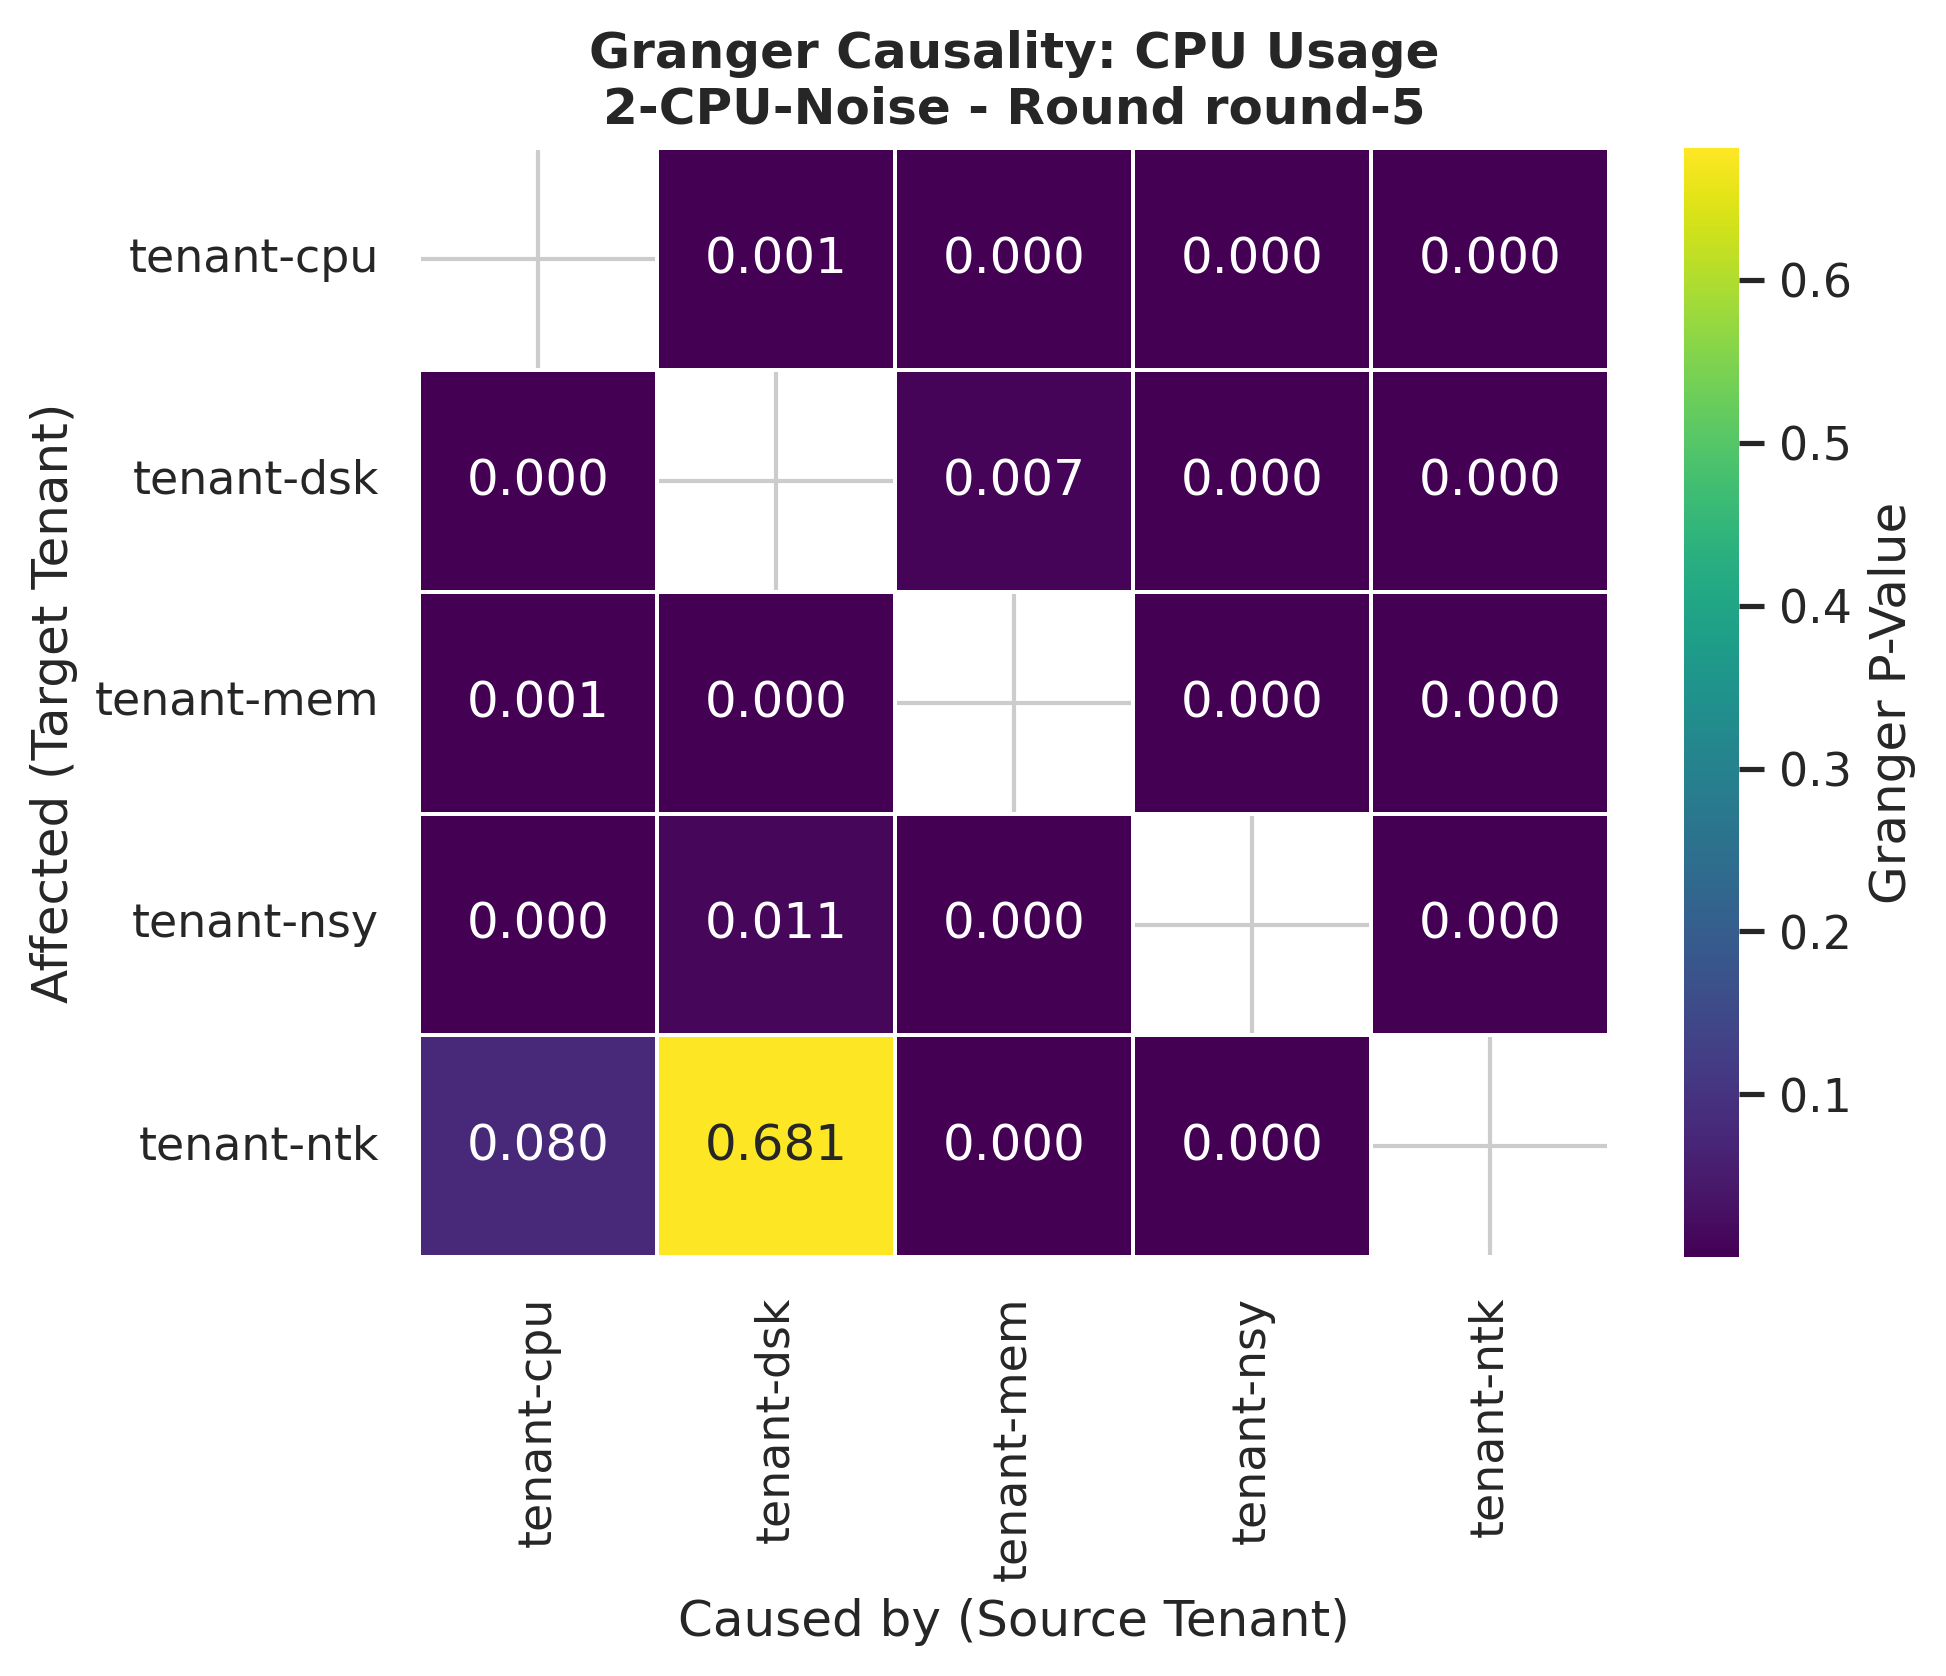 Granger Causality: CPU Usage
2-CPU-Noise - Round round-5
Affected (Target Tenant)
tenant-cpu
0.001 0.000 0.000 0.000
tenant-dsk
0.000 0.007 0.000 0.000
tenant-mem
0.001 0.000 0.000 0.000
tenant-nsy
0.000 0.011 0.000 0.000
tenant-ntk
0.080 0.681 0.000 0.000
tenant-cpu
tenant-dsk
tenant-mem
tenant-nsy
tenant-ntk
Caused by (Source Tenant)
0.6
0.5
0.4
0.3
0.2
0.1
Granger P-Value